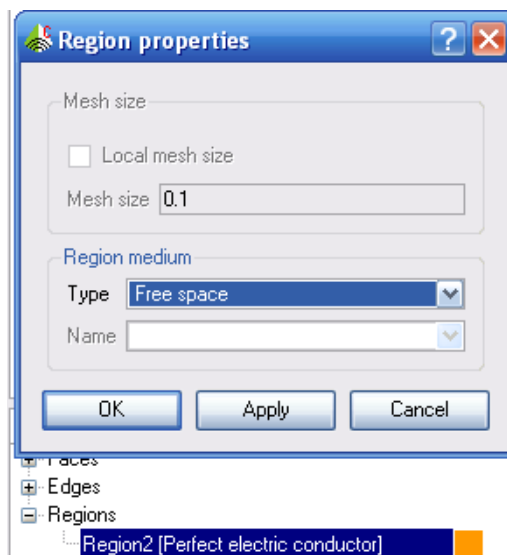 Region properties
Mesh size
Local mesh size
Mesh size 0.1
Region medium
Type Free space
Name
OK Apply Cancel
Faces
Edges
Regions
Region2 [Perfect electric conductor]